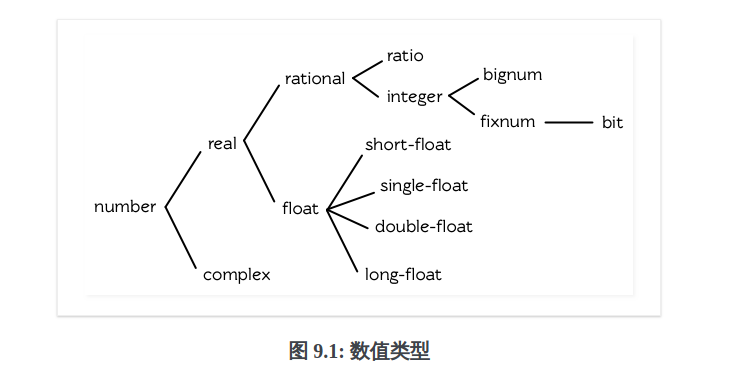 ratio
rational
bignum
integer
fixnum
bit
real
short-float
single-float
number
float
double-float
complex
long-float
图 9.1: 数值类型